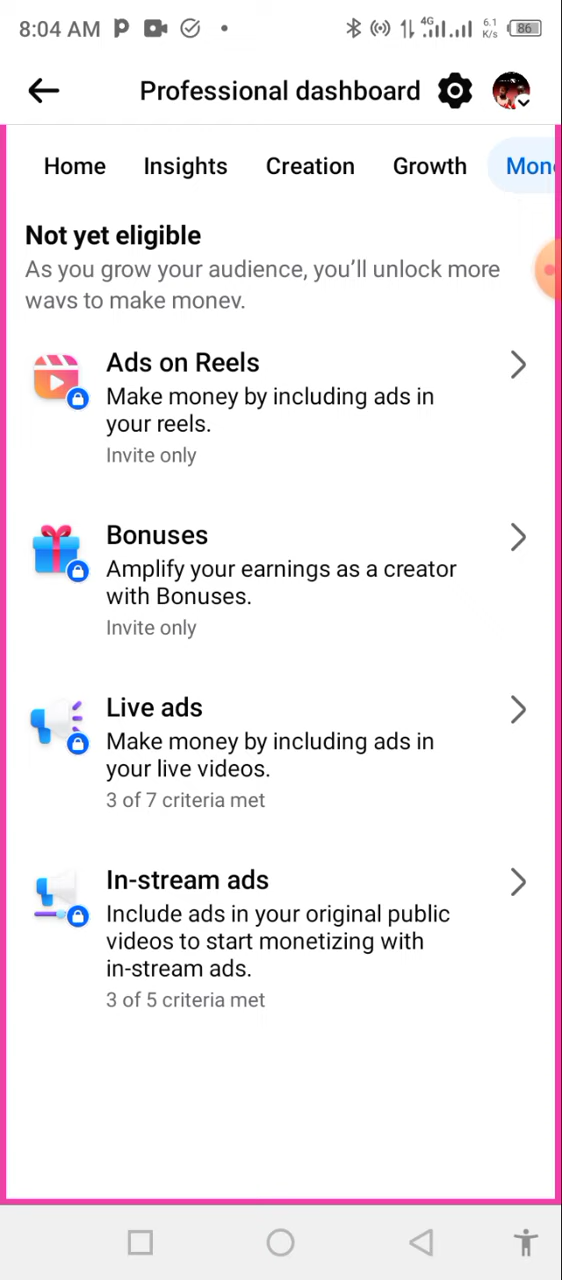 8:04 AM
4G
6.1
K/s
86
Professional dashboard
Home Insights Creation Growth Mon
Not yet eligible
As you grow your audience, you'll unlock more
ways to make money.
Ads on Reels
Make money by including ads in
your reels.
Invite only
Bonuses
Amplify your earnings as a creator
with Bonuses.
Invite only
Live ads
Make money by including ads in
your live videos.
3 of 7 criteria met
In-stream ads
Include ads in your original public
videos to start monetizing with
in-stream ads.
3 of 5 criteria met